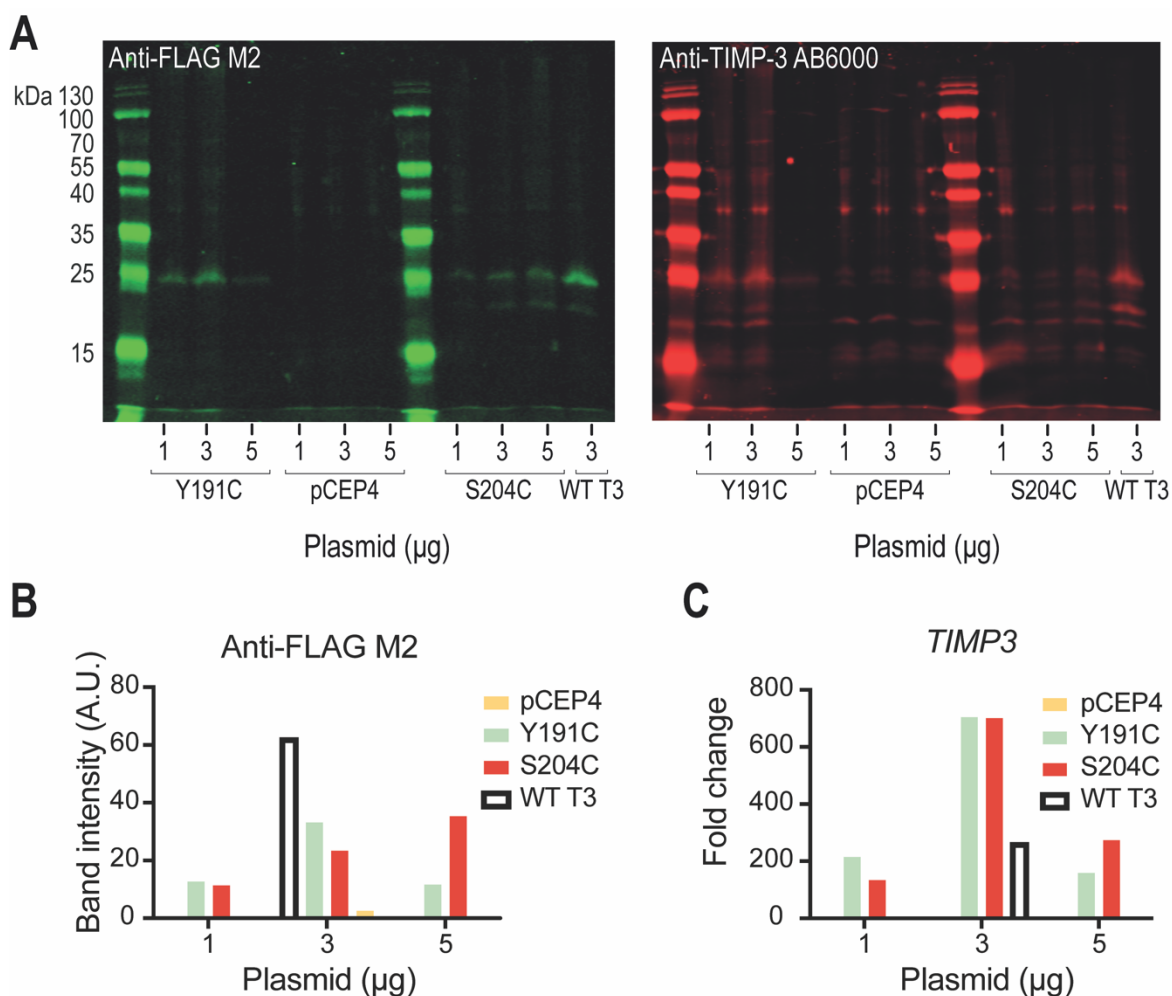 A
Anti-FLAG M2
Anti-TIMP-3 AB6000
kDa 130
100
70
55
40
35
25
15
1 3 5 1 3 5 1 3 5 3
Y191C pCEP4 S204C WT T3
Plasmid (µg)
1 3 5 1 3 5 1 3 5 3
Y191C pCEP4 S204C WT T3
Plasmid (µg)
B
Anti-FLAG M2
Band intensity (A.U.)
80
60
40
20
0
1 3 5
Plasmid (µg)
pCEP4
Y191C
S204C
WT T3
C
TIMP3
Fold change
800
600
400
200
0
1 3 5
Plasmid (µg)
pCEP4
Y191C
S204C
WT T3